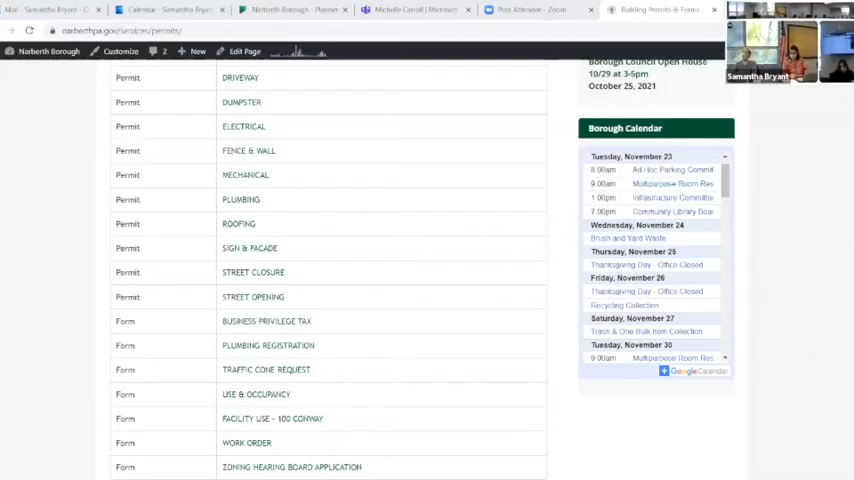 Mail - Samantha Bryant - O
Calendar - Samantha Bryant
Narberth Borough - Planner
Michelle Carroll | Microsoft
Post Attendee - Zoom
Building Permits & Forms
narberthpa.gov/services/permits/
Narberth Borough
Customize
2
New
Edit Page
Samantha Bryant
Permit DRIVEWAY
Permit DUMPSTER
Permit ELECTRICAL
Permit FENCE & WALL
Permit MECHANICAL
Permit PLUMBING
Permit ROOFING
Permit SIGN & FACADE
Permit STREET CLOSURE
Permit STREET OPENING
Form BUSINESS PRIVILEGE TAX
Form PLUMBING REGISTRATION
Form TRAFFIC CONE REQUEST
Form USE & OCCUPANCY
Form FACILITY USE - 100 CONWAY
Form WORK ORDER
Form ZONING HEARING BOARD APPLICATION
Borough Council Open House
10/29 at 3-5pm
October 25, 2021
Borough Calendar
Tuesday, November 23
8:00am Ad Hoc Parking Commit
9:00am Multipurpose Room Res
1:00pm Infrastructure Committe
7:00pm Community Library Boar
Wednesday, November 24
Brush and Yard Waste
Thursday, November 25
Thanksgiving Day - Office Closed
Friday, November 26
Thanksgiving Day - Office Closed
Recycling Collection
Saturday, November 27
Trash & One Bulk Item Collection
Tuesday, November 30
9:00am Multipurpose Room Res
Google Calendar